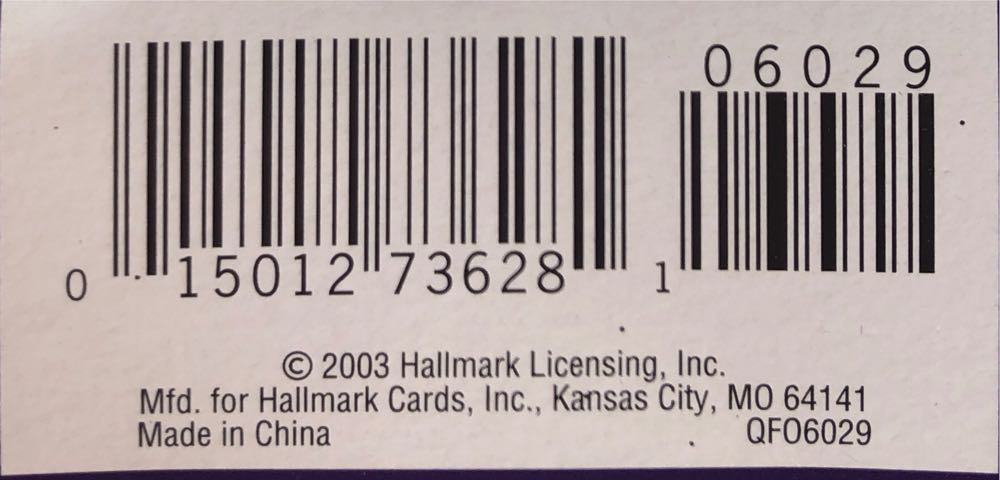 06029
0 15012 73628 1
© 2003 Hallmark Licensing, Inc.
Mfd. for Hallmark Cards, Inc., Kansas City, MO 64141
Made in China QFO6029